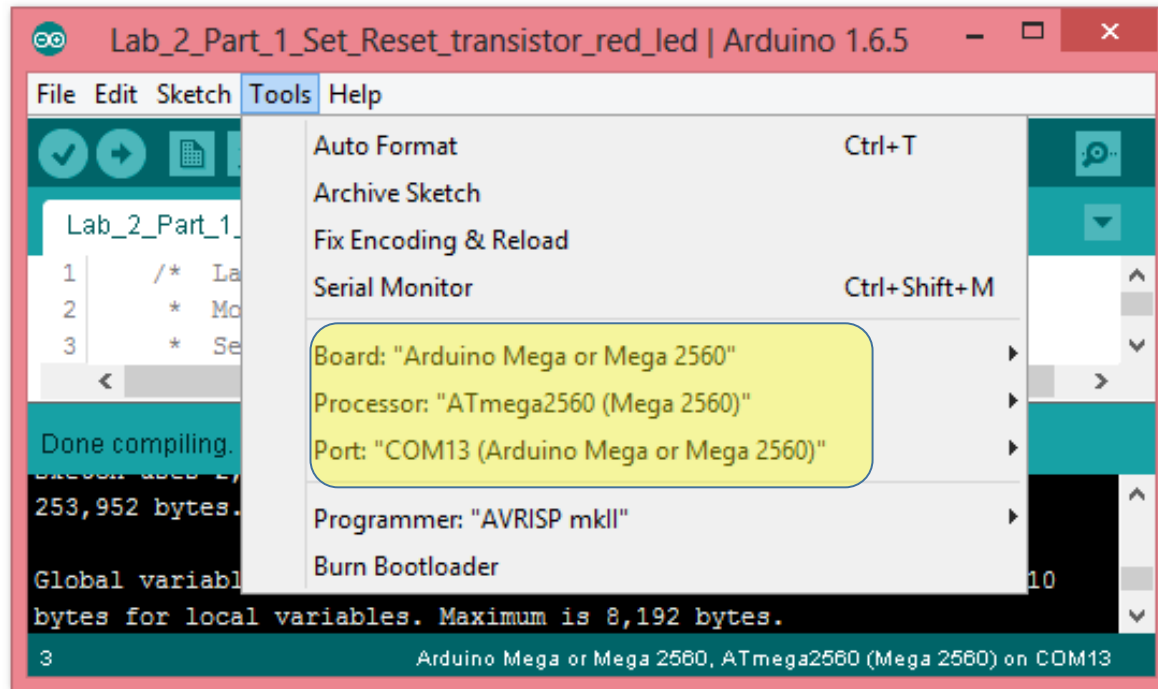 Lab_2_Part_1_Set_Reset_transistor_red_led | Arduino 1.6.5
File Edit Sketch Tools Help
Auto Format Ctrl+T
Archive Sketch
Fix Encoding & Reload
Serial Monitor Ctrl+Shift+M
Board: "Arduino Mega or Mega 2560"
Processor: "ATmega2560 (Mega 2560)"
Port: "COM13 (Arduino Mega or Mega 2560)"
Programmer: "AVRISP mkII"
Burn Bootloader
Lab_2_Part_1_
1 /* La
2 * Mo
3 * Se
Done compiling.
253,952 bytes.
Global variabl 10
bytes for local variables. Maximum is 8,192 bytes.
3 Arduino Mega or Mega 2560, ATmega2560 (Mega 2560) on COM13